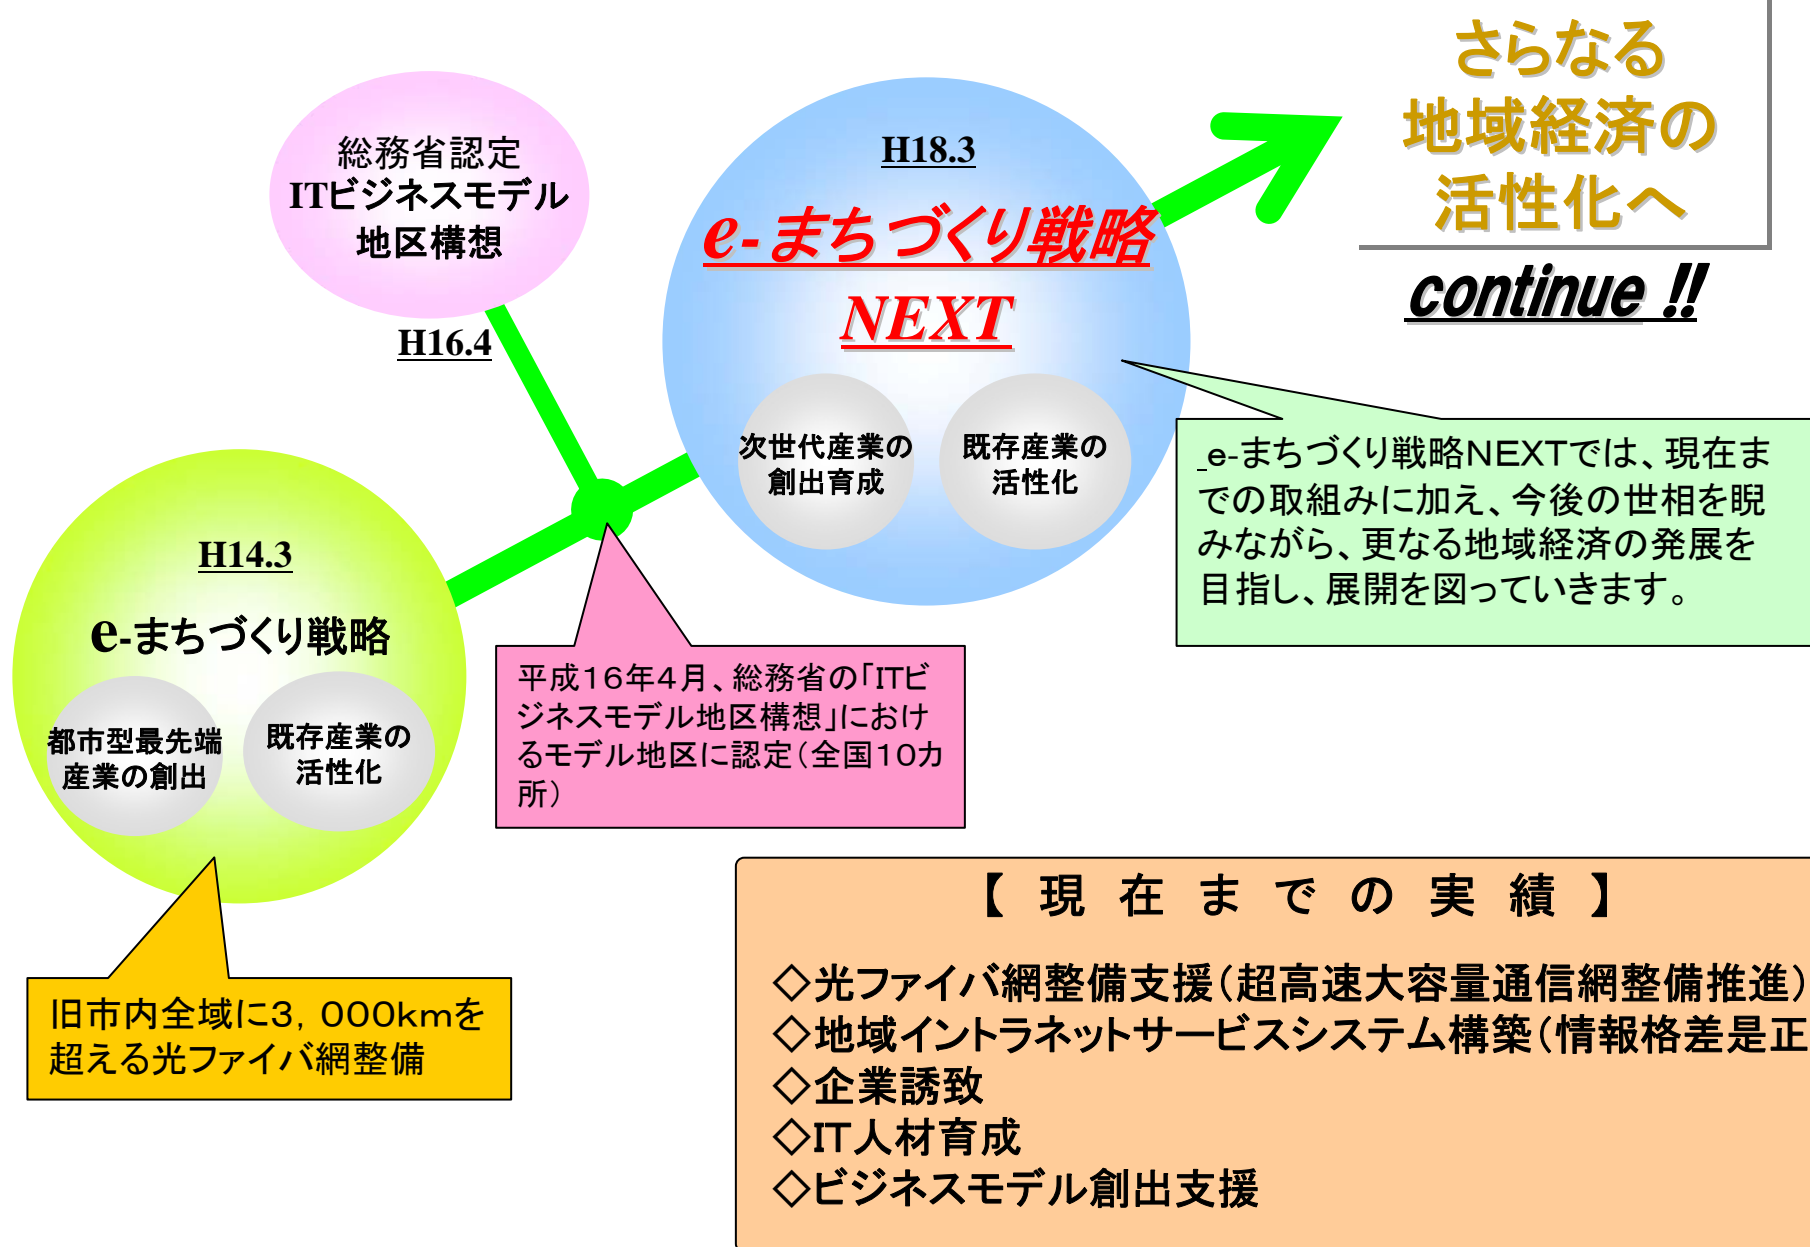 さらなる
地域経済の
活性化へ
continue !!
総務省認定
ITビジネスモデル
地区構想
H16.4
H18.3
e-まちづくり戦略
NEXT
次世代産業の
創出育成
既存産業の
活性化
e-まちづくり戦略NEXTでは、現在ま
での取組みに加え、今後の世相を睨
みながら、更なる地域経済の発展を
目指し、展開を図っていきます。
H14.3
e-まちづくり戦略
都市型最先端
産業の創出
既存産業の
活性化
平成16年4月、総務省の「ITビ
ジネスモデル地区構想」におけ
るモデル地区に認定（全国10カ
所）
旧市内全域に3，000kmを
超える光ファイバ網整備
【 現 在 ま で の 実 績 】
◇光ファイバ網整備支援（超高速大容量通信網整備推進）
◇地域イントラネットサービスシステム構築（情報格差是正
◇企業誘致
◇IT人材育成
◇ビジネスモデル創出支援